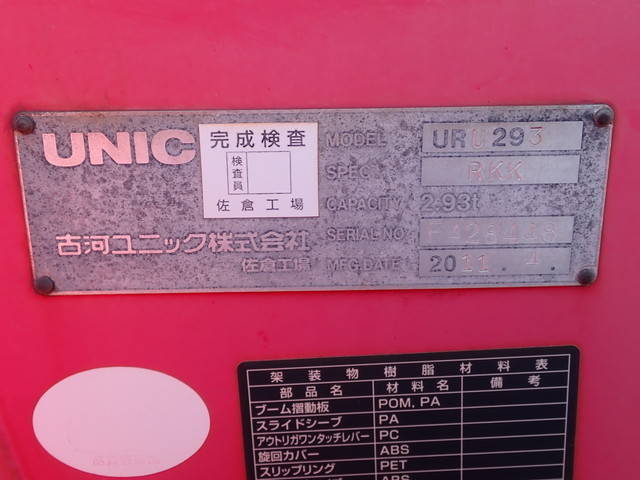 UNIC
完成検査
検査員
佐倉工場
古河ユニック株式会社
佐倉工場
MODEL URU293
SPEC. RKK
CAPACITY 2.93t
SERIAL NO.
MFG.DATE 2011.4.
架装物樹脂材料表
部品名 材料名 備考
ブーム摺動板 POM, PA
スライドシーブ PA
アウトリガワンタッチレバー PC
旋回カバー ABS
スリップリング PET
ABS